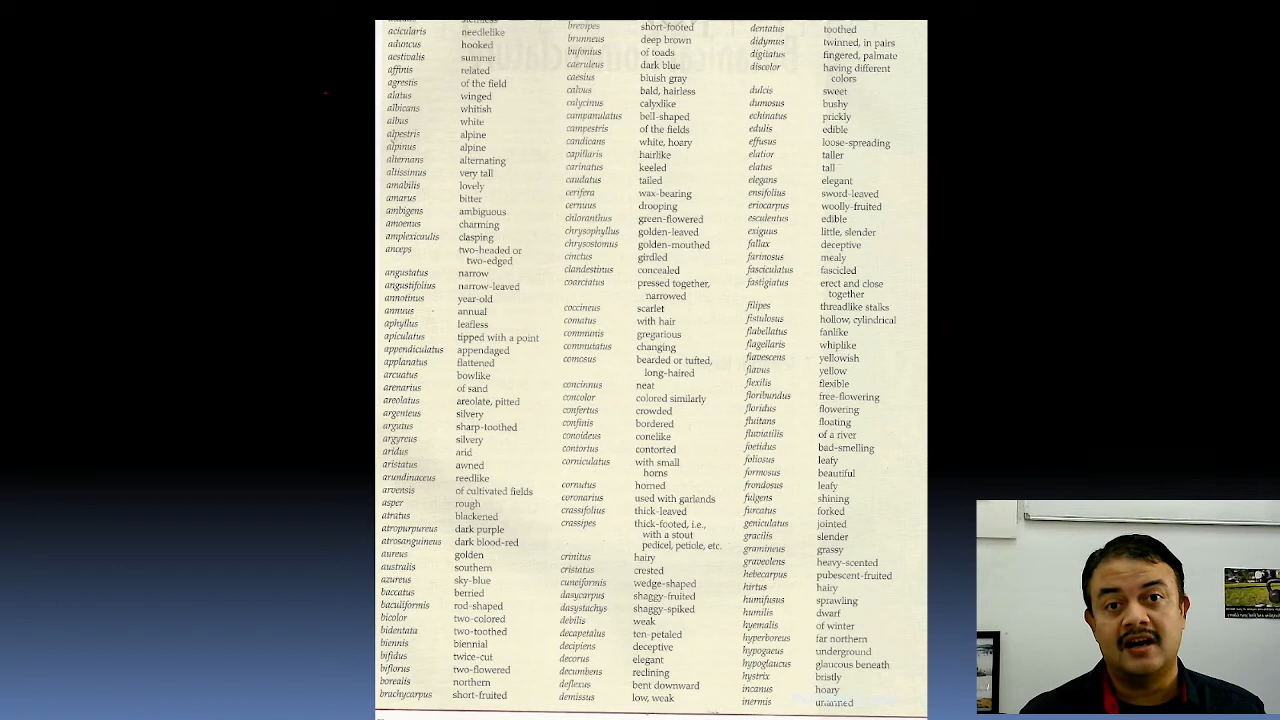 stemless
acicularis needlelike
aduncus hooked
aestivalis summer
affinis related
agrestis of the field
alatus winged
albicans whitish
albus white
alpestris alpine
alpinus alpine
alternans alternating
altissimus very tall
amabilis lovely
amarus bitter
ambigens ambiguous
amoenus charming
amplexicaulis clasping
anceps two-headed or
two-edged
angustatus narrow
angustifolius narrow-leaved
annotinus year-old
annuus annual
aphyllus leafless
apiculatus tipped with a point
appendiculatus appendaged
applanatus flattened
arcuatus bowlike
arenarius of sand
areolatus areolate, pitted
argenteus silvery
argutus sharp-toothed
argyreus silvery
aridus arid
aristatus awned
arundinaceus reedlike
arvensis of cultivated fields
asper rough
atratus blackened
atropurpureus dark purple
atrosanguineus dark blood-red
aureus golden
australis southern
azureus sky-blue
baccatus berried
baculiformis rod-shaped
bicolor two-colored
bidentata two-toothed
biennis biennial
bifidus twice-cut
biflorus two-flowered
borealis northern
brachycarpus short-fruited
brevipes short-footed
brunneus deep brown
bufonius of toads
caeruleus dark blue
caesius bluish gray
calvus bald, hairless
calycinus calyxlike
campanulatus bell-shaped
campestris of the fields
candicans white, hoary
capillaris hairlike
carinatus keeled
caudatus tailed
cerifera wax-bearing
cernuus drooping
chloranthus green-flowered
chrysophyllus golden-leaved
chrysostomus golden-mouthed
cinctus girdled
clandestinus concealed
coarctatus pressed together,
narrowed
coccineus scarlet
comatus with hair
communis gregarious
commutatus changing
comosus bearded or tufted,
long-haired
concinnus neat
concolor colored similarly
confertus crowded
confinis bordered
conoideus conelike
contortus contorted
corniculatus with small
horns
cornutus horned
coronarius used with garlands
crassifolius thick-leaved
crassipes thick-footed, i.e.,
with a stout
pedicel, petiole, etc.
crinitus hairy
cristatus crested
cuneiformis wedge-shaped
dasycarpus shaggy-fruited
dasystachys shaggy-spiked
debilis weak
decapetalus ten-petaled
decipiens deceptive
decorus elegant
decumbens reclining
deflexus bent downward
demissus low, weak
dentatus toothed
didymus twinned, in pairs
digitatus fingered, palmate
discolor having different
colors
dulcis sweet
dumosus bushy
echinatus prickly
edulis edible
effusus loose-spreading
elatior taller
elatus tall
elegans elegant
ensifolius sword-leaved
eriocarpus woolly-fruited
esculentus edible
exiguus little, slender
fallax deceptive
farinosus mealy
fasciculatus fascicled
fastigiatus erect and close
together
filipes threadlike stalks
fistulosus hollow, cylindrical
flabellatus fanlike
flagellaris whiplike
flavescens yellowish
flavus yellow
flexilis flexible
floribundus free-flowering
floridus flowering
fluitans floating
fluviatilis of a river
foetidus bad-smelling
foliosus leafy
formosus beautiful
frondosus leafy
fulgens shining
furcatus forked
geniculatus jointed
gracilis slender
gramineus grassy
graveolens heavy-scented
hebecarpus pubescent-fruited
hirtus hairy
humifusus sprawling
humilis dwarf
hyemalis of winter
hyperboreus far northern
hypogaeus underground
hypoglaucus glaucous beneath
hystrix bristly
incanus hoary
inermis unarmed